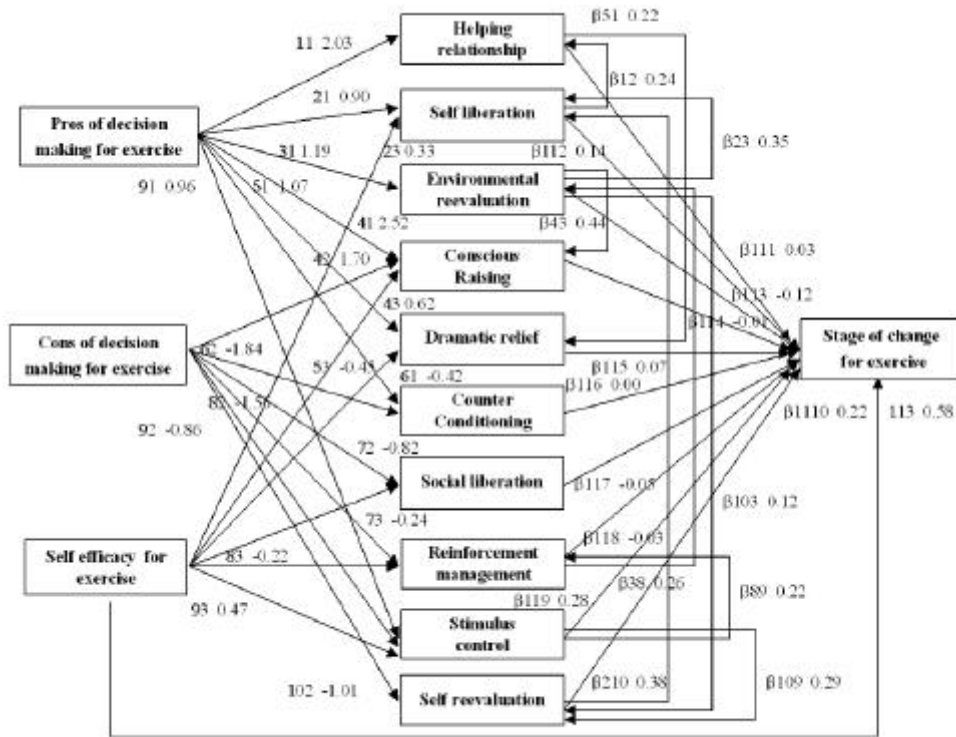 β51 0.22
Helping
relationship
11 2.03
β12 0.24
21 0.90
Pros of decision
making for exercise
Self liberation
31 1.19
23 0.33
β112 0.14
β23 0.35
91 0.96
51 1.07
Environmental
reevaluation
41 2.52
β43 0.44
42 1.70
Conscious
Raising
β111 0.03
43 0.62
β113 -0.12
β114 -0.01
Cons of decision
making for exercise
Dramatic relief
Stage of change
for exercise
62 -1.84
53 -0.45
61 -0.42
β115 0.07
β116 0.00
82 -1.56
Counter
Conditioning
92 -0.86
β1110 0.22
113 0.58
72 -0.82
Social liberation
β117 -0.05
β103 0.12
73 -0.24
Self efficacy for
exercise
83 -0.22
Reinforcement
management
β118 -0.03
β38 0.26
β89 0.22
93 0.47
β119 0.28
Stimulus
control
102 -1.01
Self reevaluation
β210 0.38
β109 0.29